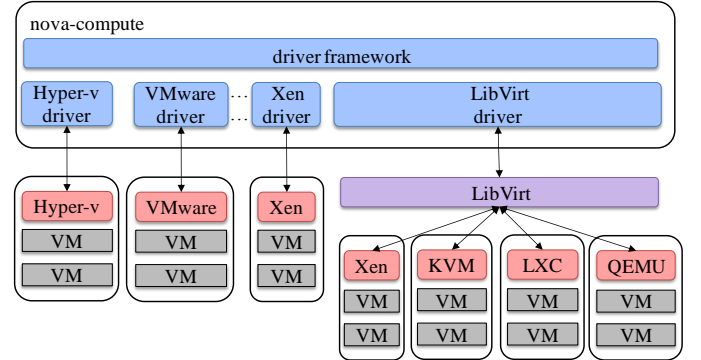 nova-compute
driver framework
Hyper-v
driver
VMware
driver
...
...
Xen
driver
LibVirt
driver
Hyper-v
VM
VM
VMware
VM
VM
Xen
VM
VM
LibVirt
Xen
VM
VM
KVM
VM
VM
LXC
VM
VM
QEMU
VM
VM